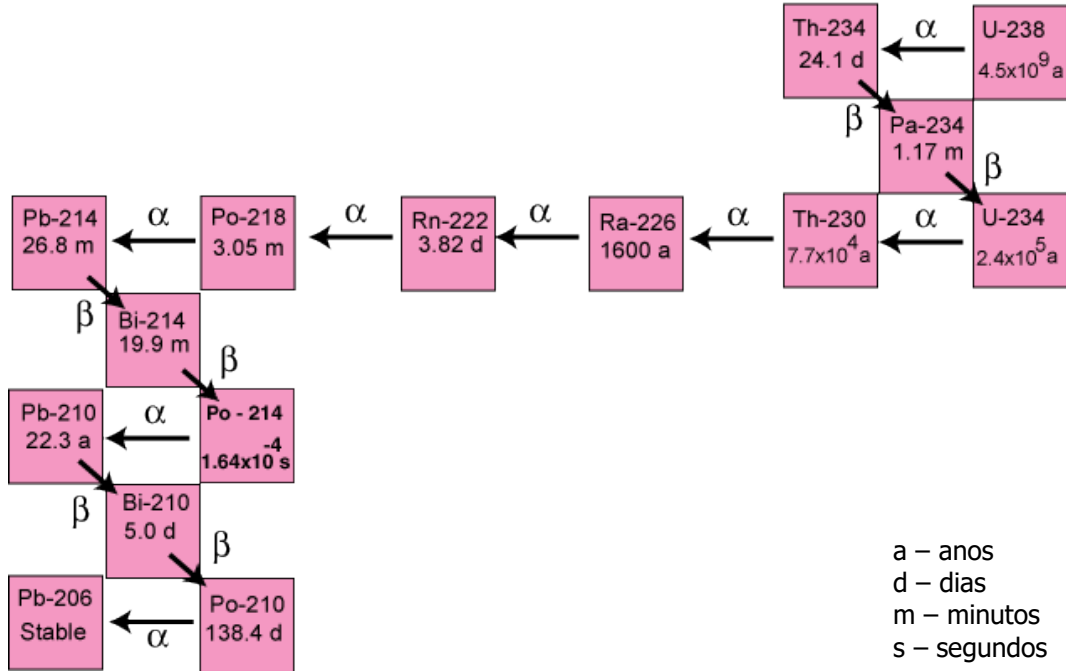 Th-234
24.1 d
α
U-238
4.5x10⁹ a
β
Pa-234
1.17 m
β
Pb-214
26.8 m
α
Po-218
3.05 m
α
Rn-222
3.82 d
α
Ra-226
1600 a
α
Th-230
7.7x10⁴ a
α
U-234
2.4x10⁵a
β
Bi-214
19.9 m
β
Pb-210
22.3 a
α
Po - 214
1.64x10⁻⁴ s
β
Bi-210
5.0 d
β
Pb-206
Stable
α
Po-210
138.4 d
a – anos
d – dias
m – minutos
s – segundos